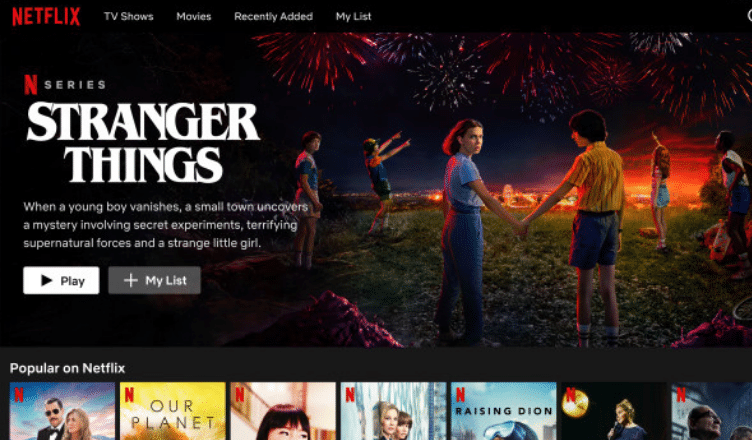 NETFLIX TV Shows Movies Recently Added My List
N SERIES
STRANGER
THINGS
When a young boy vanishes, a small town uncovers
a mystery involving secret experiments, terrifying
supernatural forces and a strange little girl.
Play + My List
Popular on Netflix
N N N N N N N
OUR
PLANET
RAISING DION